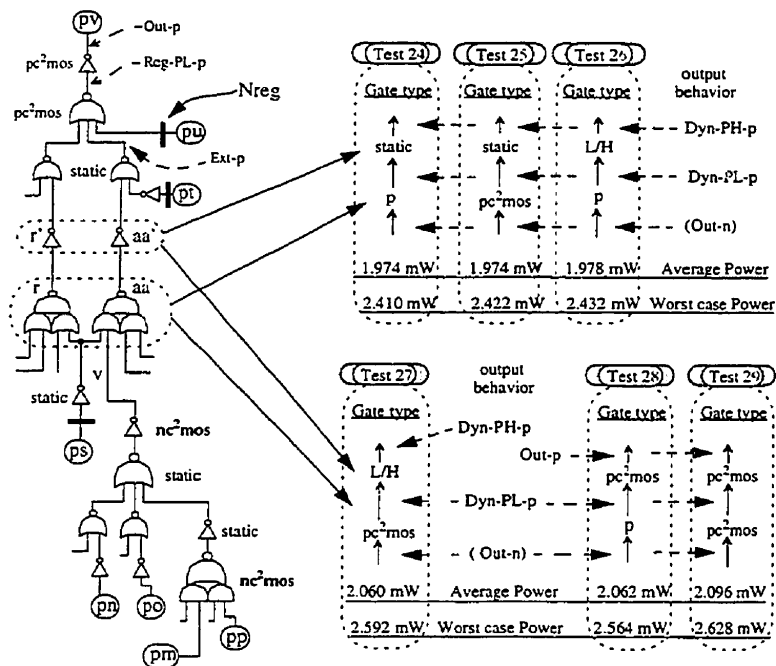 pv
Out-p
pc²mos
Reg-PL-p
pc²mos
Nreg
pu
Ext-p
static
pt
r'
aa'
r
aa
v
static
ps
nc²mos
static
static
nc²mos
pn
po
pm
pp
Test 24
Test 25
Test 26
output
behavior
Gate type
Gate type
Gate type
Dyn-PH-p
static
static
L/H
Dyn-PL-p
p
pc²mos
p
(Out-n)
1.974 mW
1.974 mW
1.978 mW
Average Power
2.410 mW
2.422 mW
2.432 mW
Worst case Power
Test 27
output
behavior
Test 28
Test 29
Gate type
Gate type
Gate type
Dyn-PH-p
Out-p
L/H
pc²mos
pc²mos
Dyn-PL-p
pc²mos
p
pc²mos
( Out-n)
2.060 mW
Average Power
2.062 mW
2.096 mW
2.592 mW
Worst case Power
2.564 mW
2.628 mW